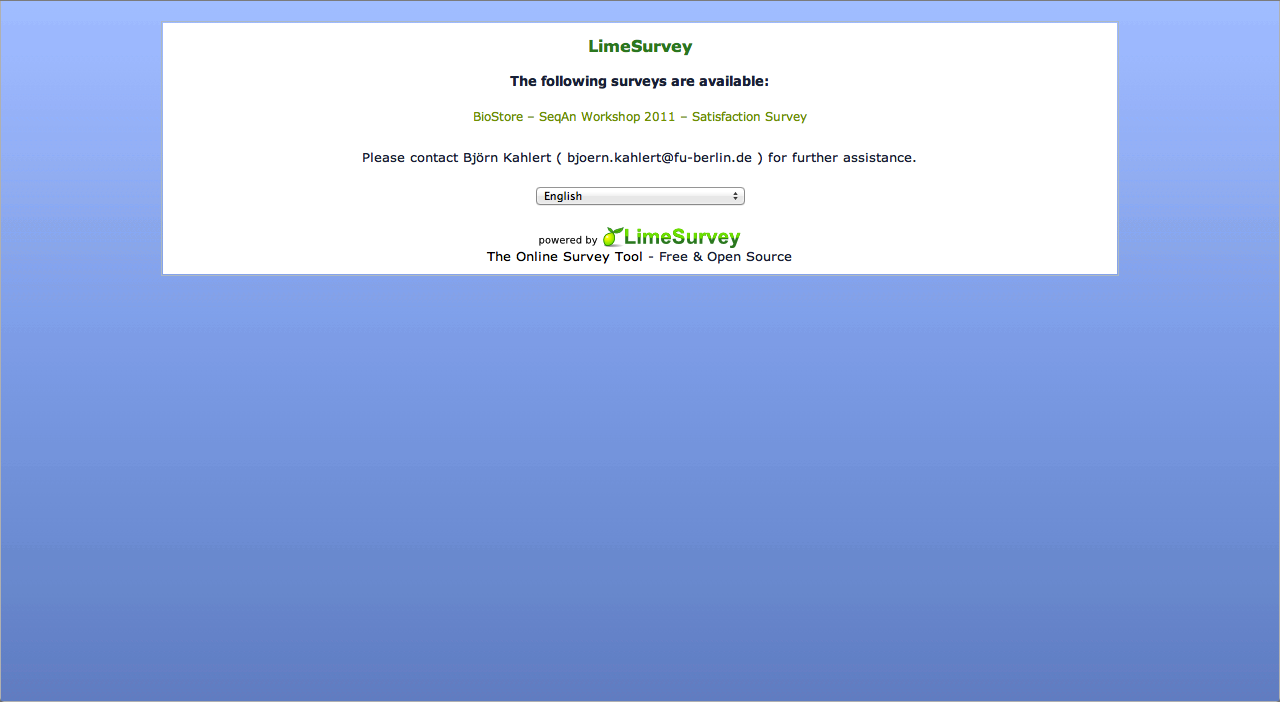 LimeSurvey
The following surveys are available:
BioStore – SeqAn Workshop 2011 – Satisfaction Survey
Please contact Björn Kahlert ( bjoern.kahlert@fu-berlin.de ) for further assistance.
English
powered by LimeSurvey
The Online Survey Tool - Free & Open Source